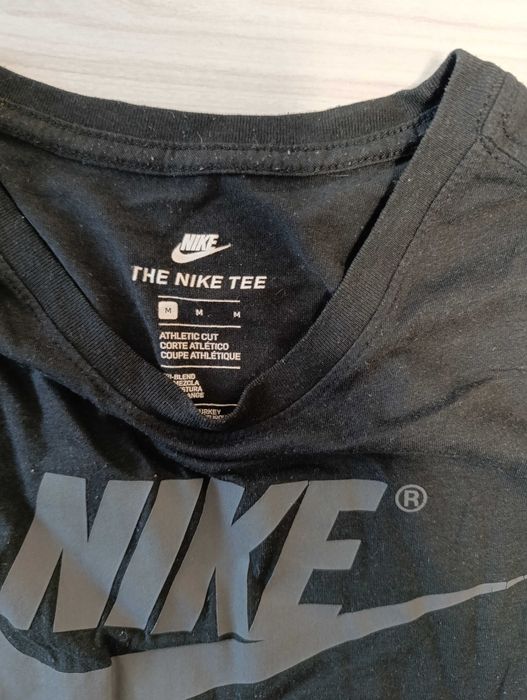 NIKE
THE NIKE TEE
M M M
ATHLETIC CUT
CORTE ATLÉTICO
COUPE ATHLÉTIQUE
NIKE®